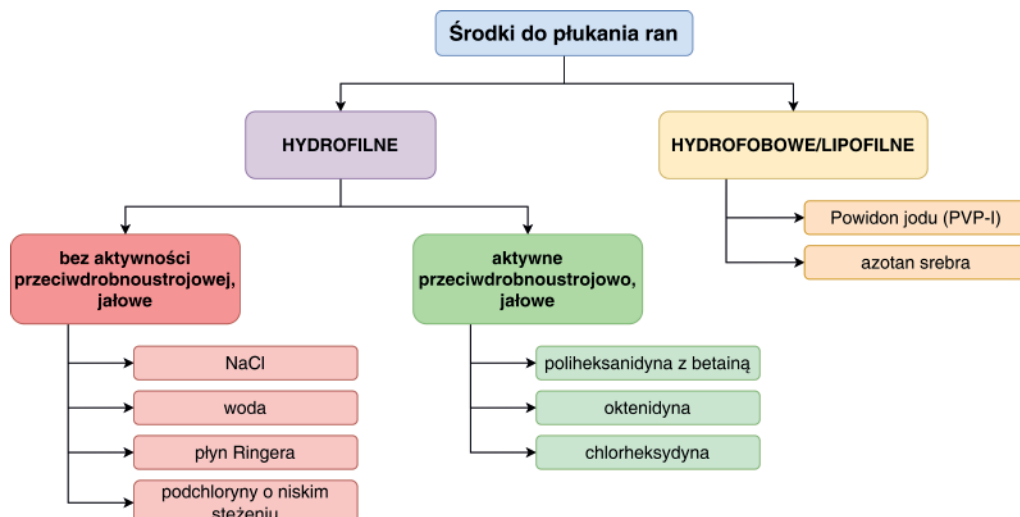 Środki do płukania ran
HYDROFILNE
HYDROFOBOWE/LIPOFILNE
Powidon jodu (PVP-I)
azotan srebra
bez aktywności
przeciwdrobnoustrojowej,
jałowe
aktywne
przeciwdrobnoustrojowo,
jałowe
NaCl
woda
płyn Ringera
podchloryny o niskim
stężeniu
poliheksanidyna z betainą
oktenidyna
chlorheksydyna